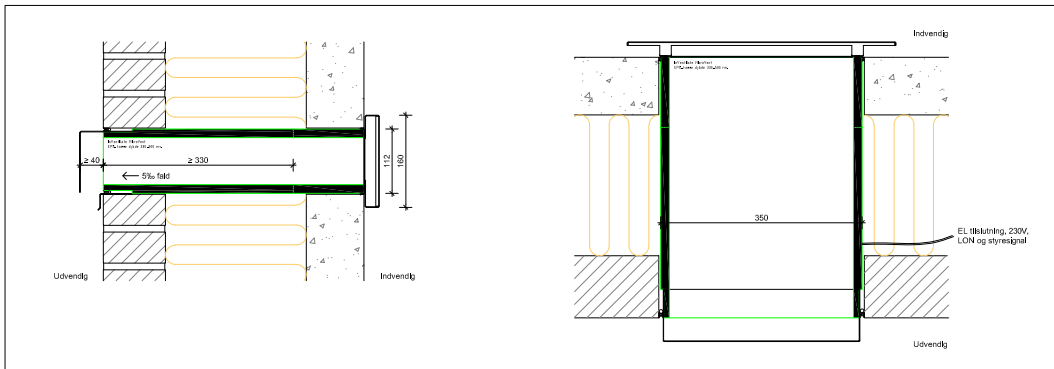 ≥ 40
≥ 330
5‰ fald
112
160
Udvendig
Indvendig
Indvendig
350
EL tilslutning, 230V,
LON og styresignal
Udvendig